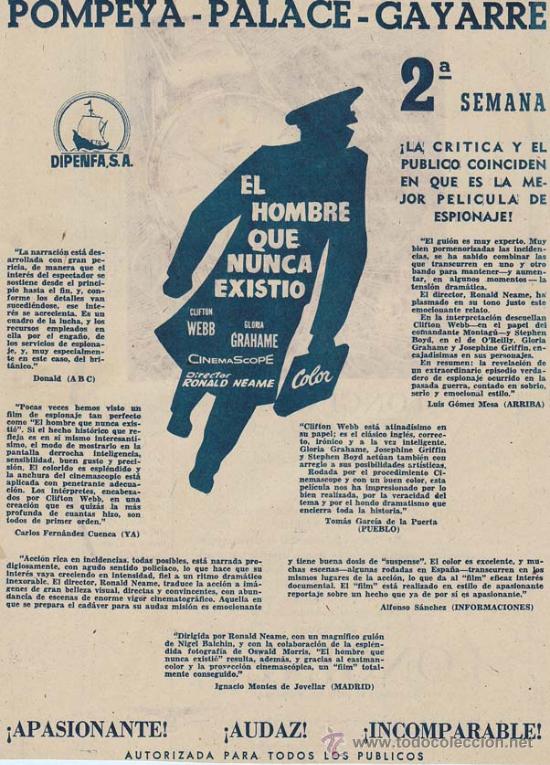 POMPEYA - PALACE - GAYARRE
2ª
SEMANA
DIPENFA, S.A.
¡LA CRITICA Y EL
PUBLICO COINCIDEN
EN QUE ES LA ME-
JOR PELICULA DE
ESPIONAJE!
EL
HOMBRE
QUE
NUNCA
EXISTIO
CLIFTON
WEBB
GLORIA
GRAHAME
CINEMASCOPE
Director
RONALD NEAME
Color
"La narración está des-
arrollada con gran pe-
ricia, de manera que el
interés del espectador se
sostiene desde el princi-
pio hasta el fin, y, con-
forme los detalles van
sucediéndose, ese inte-
rés se acrecienta. Es un
cuadro de la lucha, y los
recursos empleados en
ella por el engaño, de
los servicios de espiona-
je, y muy especialmen-
te en este caso, del bri-
tánico."
Donald (A B C)
"El guión es muy experto. Muy
bien pormenorizadas las inciden-
cias, se ha sabido combinar las
que transcurren en uno y otro
bando para mantener—y aumen-
tar, en algunos momentos—la
tensión dramática.
El director, Ronald Neame, ha
plasmado en su tono justo este
emocionante relato.
En la interpretación descuellan
Clifton Webb—en el papel del
comandante Montagú—y Stephen
Boyd, en el de O'Reilly. Gloria
Grahame y Josephine Griffin, en-
cajadísimas en sus personajes.
En resumen: la revelación de
un extraordinario episodio verda-
dero de espionaje ocurrido en la
pasada guerra, contado en sobrio,
serio y emocional estilo."
Luis Gómez Mesa (ARRIBA)
"Pocas veces hemos visto un
film de espionaje tan perfecto
como "El hombre que nunca exis-
tió". Si el hecho histórico que re-
fleja es en sí mismo interesantí-
simo, el modo de mostrarlo en la
pantalla derrocha inteligencia,
sensibilidad, buen gusto y preci-
sión. El colorido es espléndido y
la anchura del cinemascopio está
aplicada con penetrante adecua-
ción. Los intérpretes, encabeza-
dos por Clifton Webb, en una
creación que es quizás la más
profunda de cuantas hizo, son
todos de primer orden."
Carlos Fernández Cuenca (YA)
"Clifton Webb está atinadísimo en
su papel; es el clásico inglés, correc-
to, irónico y a la vez inteligente.
Gloria Grahame, Josephine Griffin
y Stephen Boyd actúan también con
arreglo a sus posibilidades artísticas.
Rodada por el procedimiento Ci-
nemascope y con un buen color, esta
película nos ha impresionado por lo
bien realizada, por la veracidad del
tema y por el hondo dramatismo que
encierra toda la historia."
Tomás García de la Puerta
(PUEBLO)
"Acción rica en incidencias, todas posibles, está narrada pro-
digiosamente, con agudo sentido policíaco, lo que hace que su
interés vaya creciendo en intensidad, fiel a un ritmo dramático
inexorable. El director, Ronald Neame, traduce la acción a imá-
genes de gran belleza visual, directas y convincentes, con abun-
dancia de escenas de enorme vigor cinematográfico. Aquella en
que se prepara el cadáver para su audaz misión es emocionante
y tiene buena dosis de "suspense". El color es excelente, y mu-
chas escenas—algunas rodadas en España—transcurren en los
mismos lugares de la acción, lo que da al "film" eficaz interés
documental. El "film" está realizado en estilo de apasionante
reportaje sobre un hecho que ya de por sí es apasionante."
Alfonso Sánchez (INFORMACIONES)
"Dirigida por Ronald Neame, con un magnífico guión
de Nigel Balchin, y con la colaboración de la esplén-
dida fotografía de Oswald Morris, "El hombre que
nunca existió" resulta, además, y gracias al eastman-
color y la proyección cinemascópica, un "film" total-
mente conseguido."
Ignacio Montes de Jovellar (MADRID)
¡APASIONANTE! ¡AUDAZ! ¡INCOMPARABLE!
AUTORIZADA PARA TODOS LOS PUBLICOS
www.todocoleccion.net